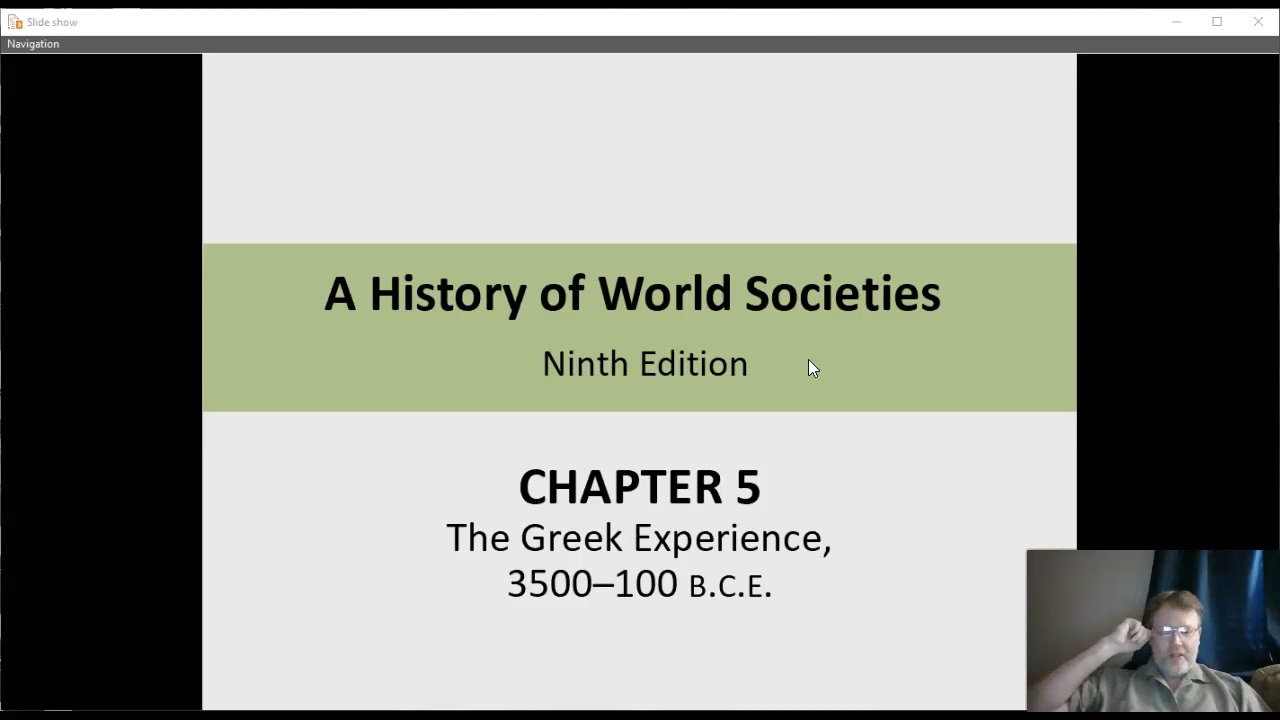 Slide show
Navigation
A History of World Societies
Ninth Edition
CHAPTER 5
The Greek Experience,
3500–100 B.C.E.